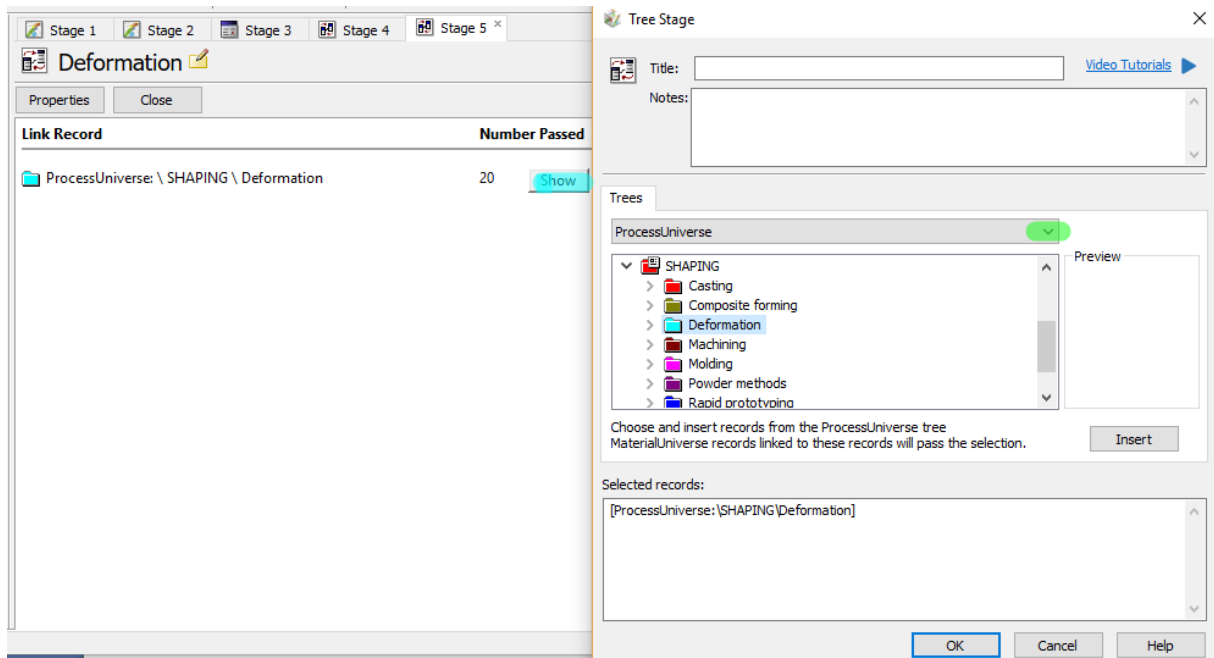 Stage 1
Stage 2
Stage 3
Stage 4
Stage 5
Deformation
Properties
Close
Link Record
Number Passed
ProcessUniverse: \ SHAPING \ Deformation
20
Show
Tree Stage
Title:
Video Tutorials
Notes:
Trees
ProcessUniverse
SHAPING
Casting
Composite forming
Deformation
Machining
Molding
Powder methods
Rapid prototyping
Preview
Choose and insert records from the ProcessUniverse tree
MaterialUniverse records linked to these records will pass the selection.
Insert
Selected records:
[ProcessUniverse:\SHAPING\Deformation]
OK
Cancel
Help